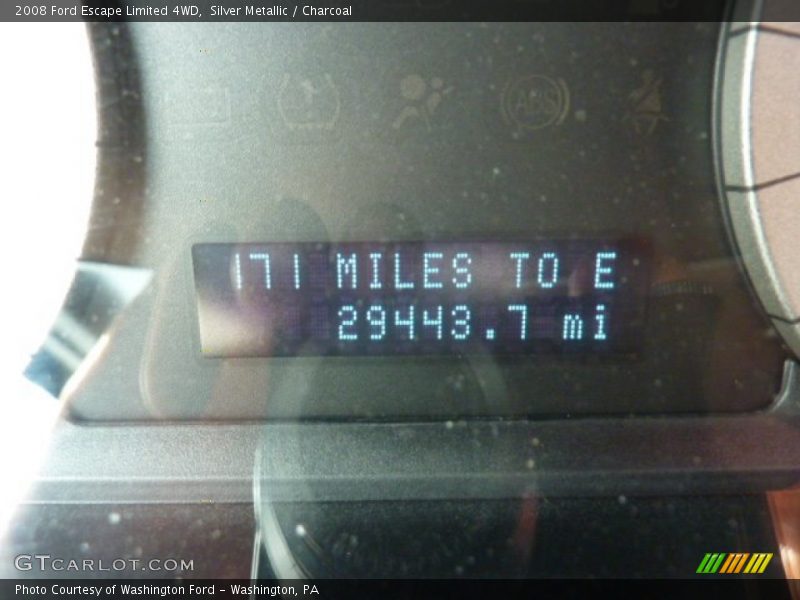 2008 Ford Escape Limited 4WD,  Silver Metallic / Charcoal
ABS
171 MILES TO E
29443.7 mi
GTcarlot.com
Photo Courtesy of Washington Ford - Washington, PA